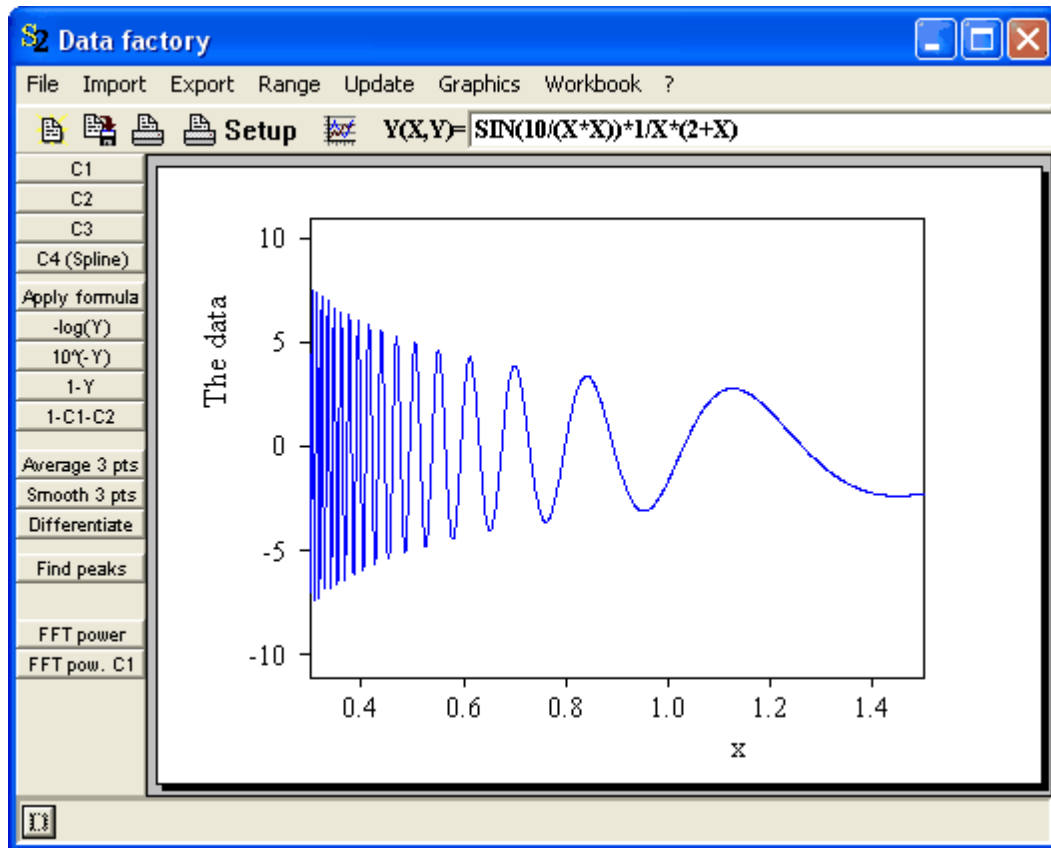 S2 Data factory
File Import Export Range Update Graphics Workbook ?
Setup Y(X,Y)= SIN(10/(X*X))*1/X*(2+X)
C1
C2
C3
C4 (Spline)
Apply formula
-log(Y)
10^(-Y)
1-Y
1-C1-C2
Average 3 pts
Smooth 3 pts
Differentiate
Find peaks
FFT power
FFT pow. C1
The data
10
5
0
-5
-10
0.4 0.6 0.8 1.0 1.2 1.4
x